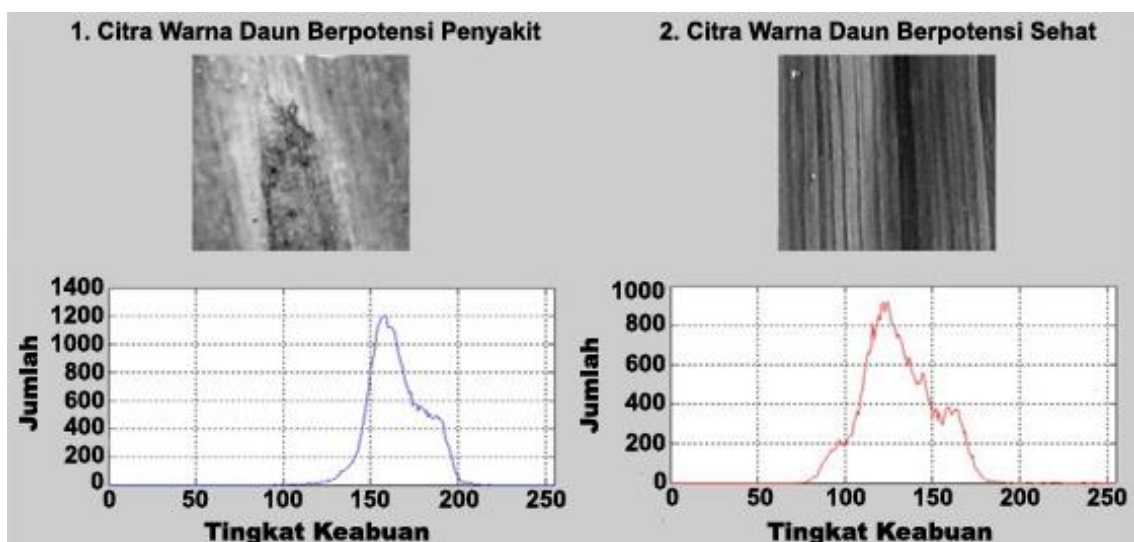 1. Citra Warna Daun Berpotensi Penyakit
1400
1200
1000
800
600
400
200
0
Jumlah
0 50 100 150 200 250
Tingkat Keabuan
2. Citra Warna Daun Berpotensi Sehat
1000
800
600
400
200
0
Jumlah
0 50 100 150 200 250
Tingkat Keabuan